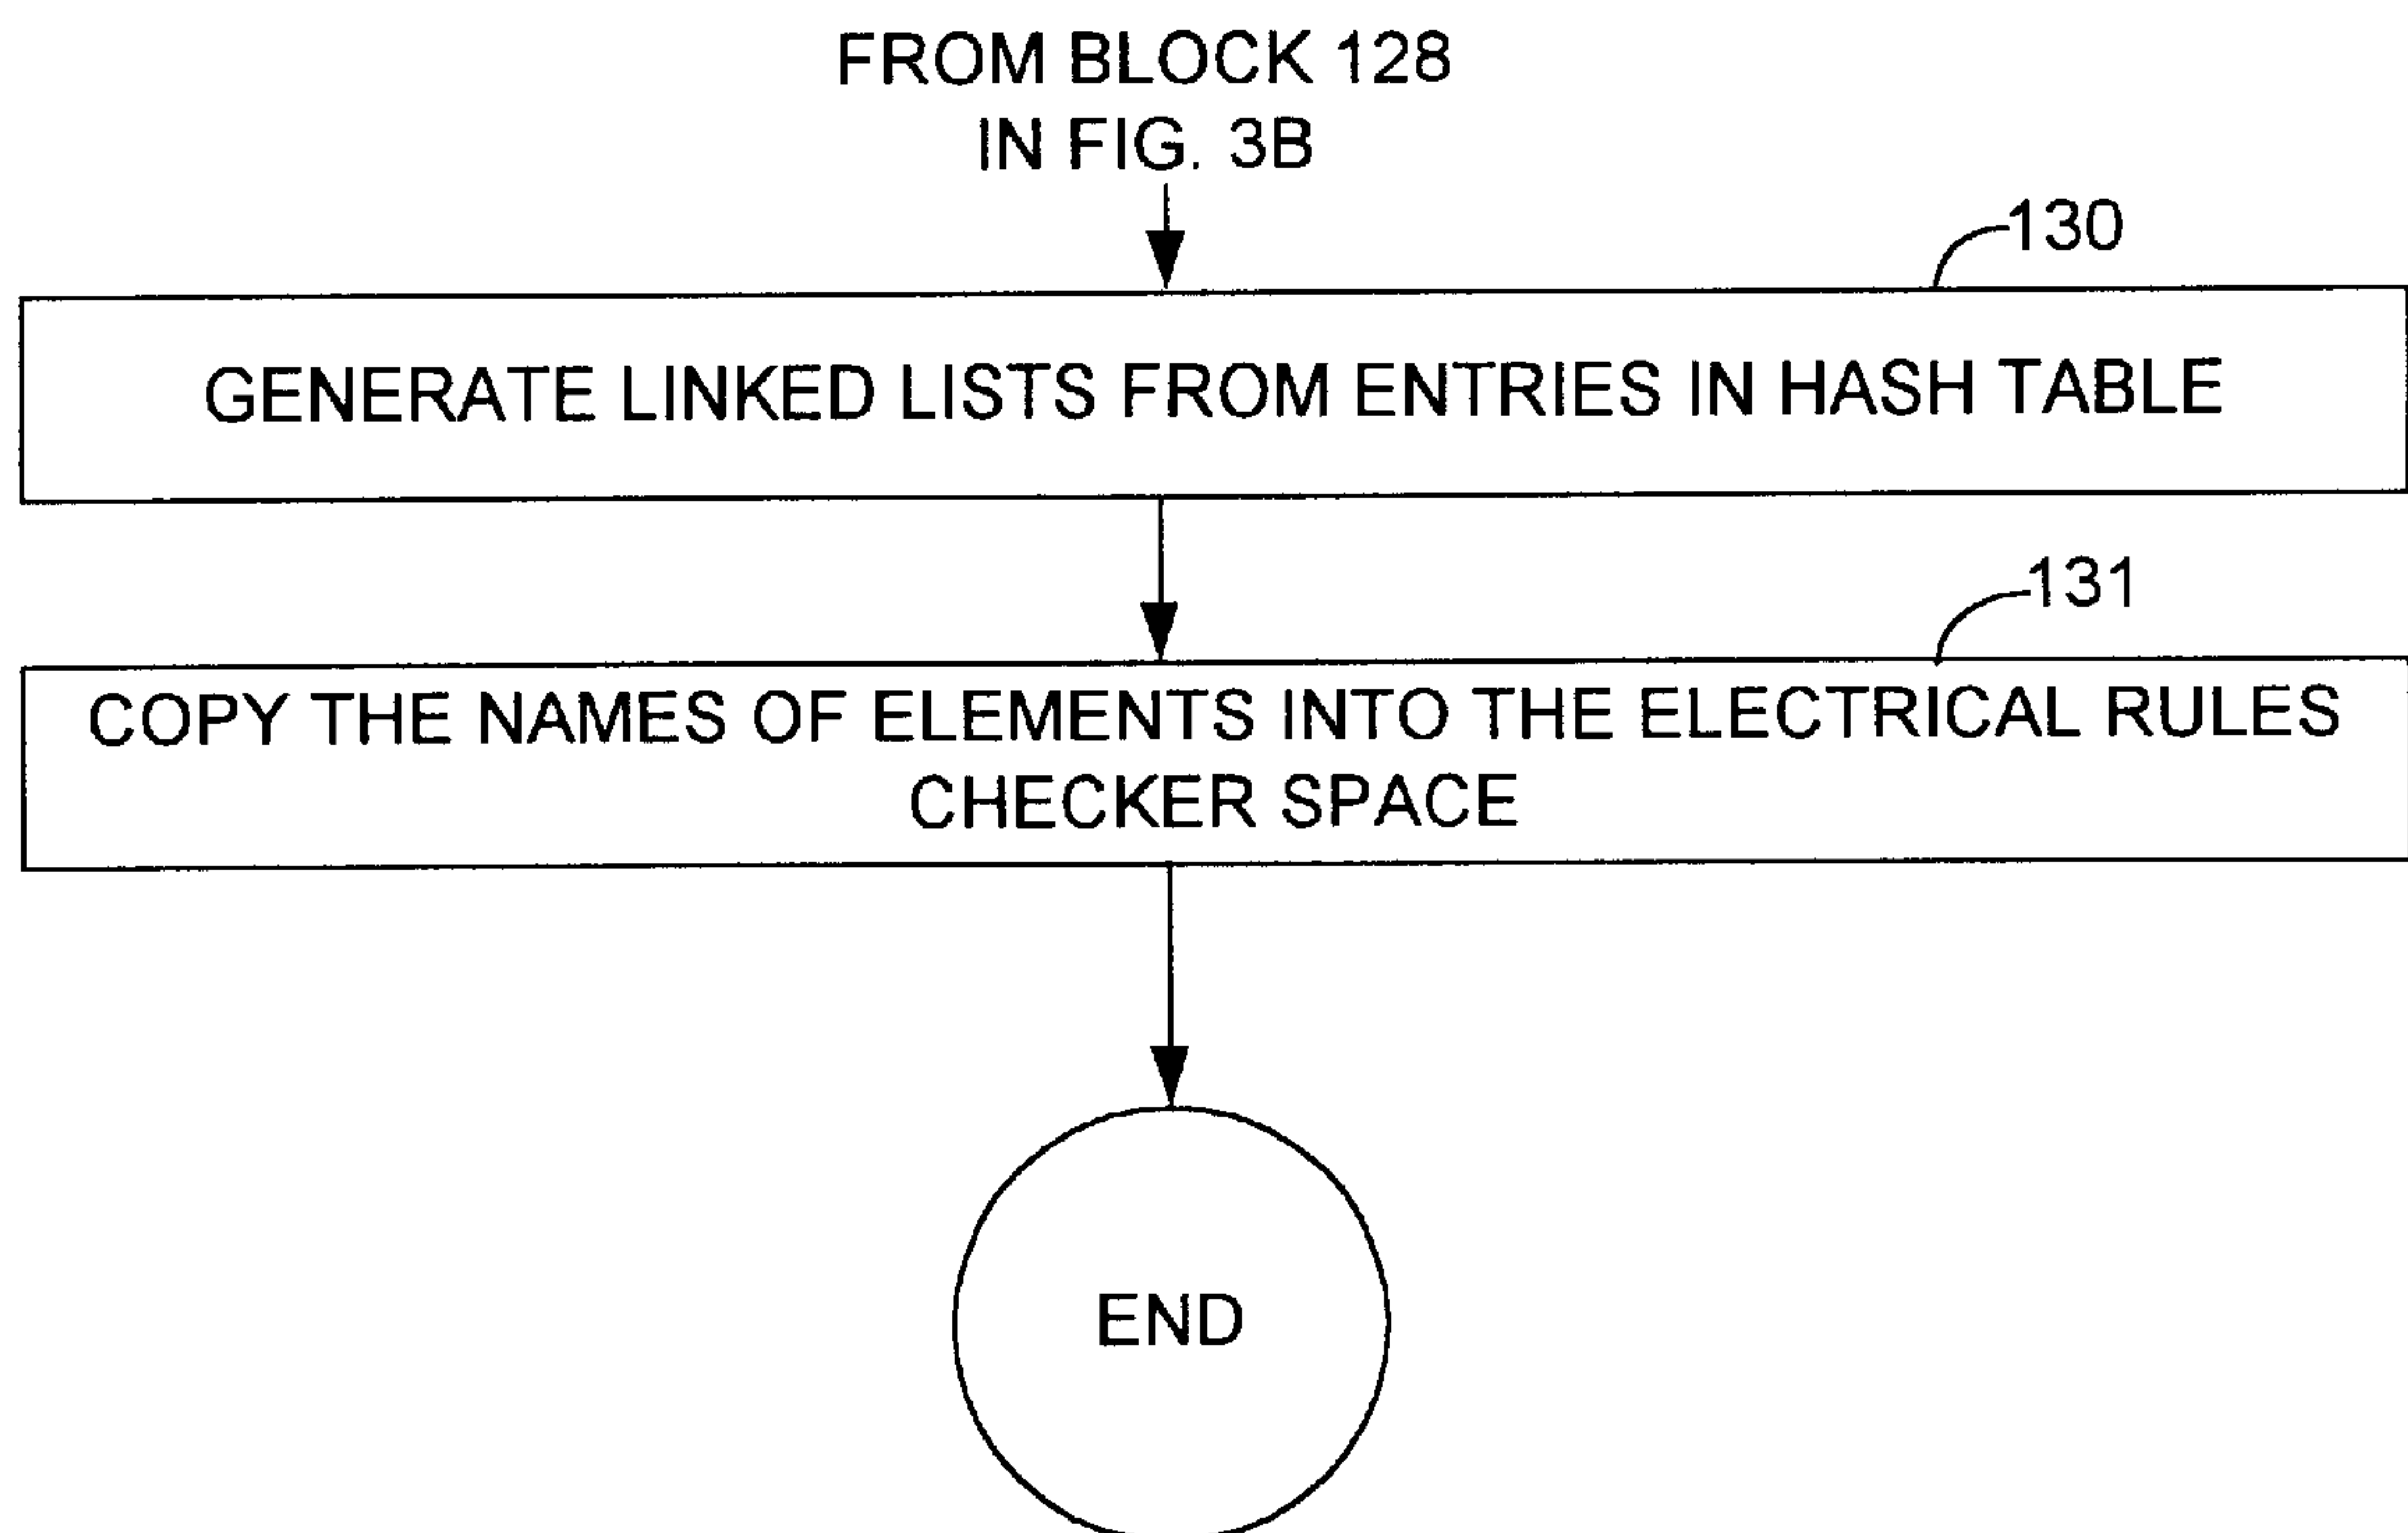 FROM BLOCK 128
IN FIG. 3B
130
GENERATE LINKED LISTS FROM ENTRIES IN HASH TABLE
131
COPY THE NAMES OF ELEMENTS INTO THE ELECTRICAL RULES
CHECKER SPACE
END